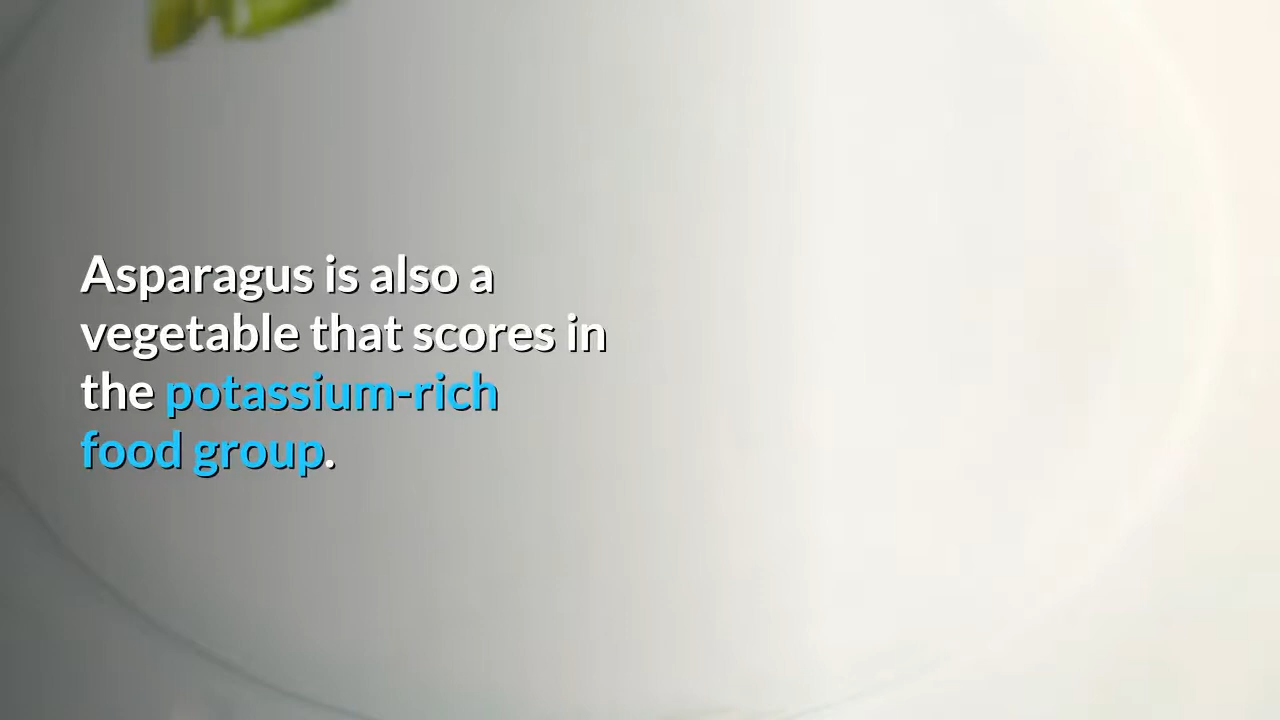 Asparagus is also a
vegetable that scores in
the potassium-rich
food group.